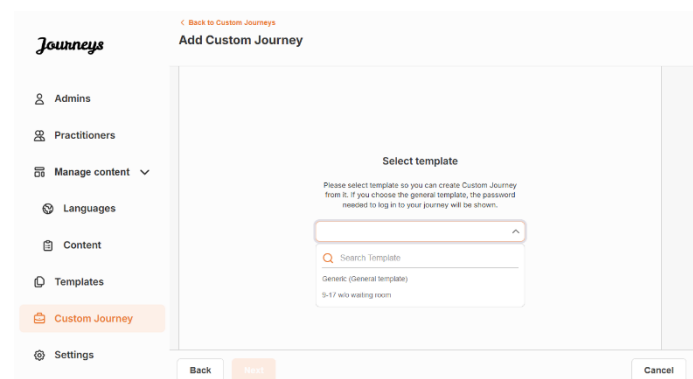 < Back to Custom Journeys
Journeys
Add Custom Journey
Admins
Practitioners
Manage content
Languages
Content
Templates
Custom Journey
Settings
Select template
Please select template so you can create Custom Journey
from it. If you choose the general template, the password
needed to log in to your journey will be shown.
Search Template
Generic (General template)
5-17 w/o waiting room
Back
Next
Cancel